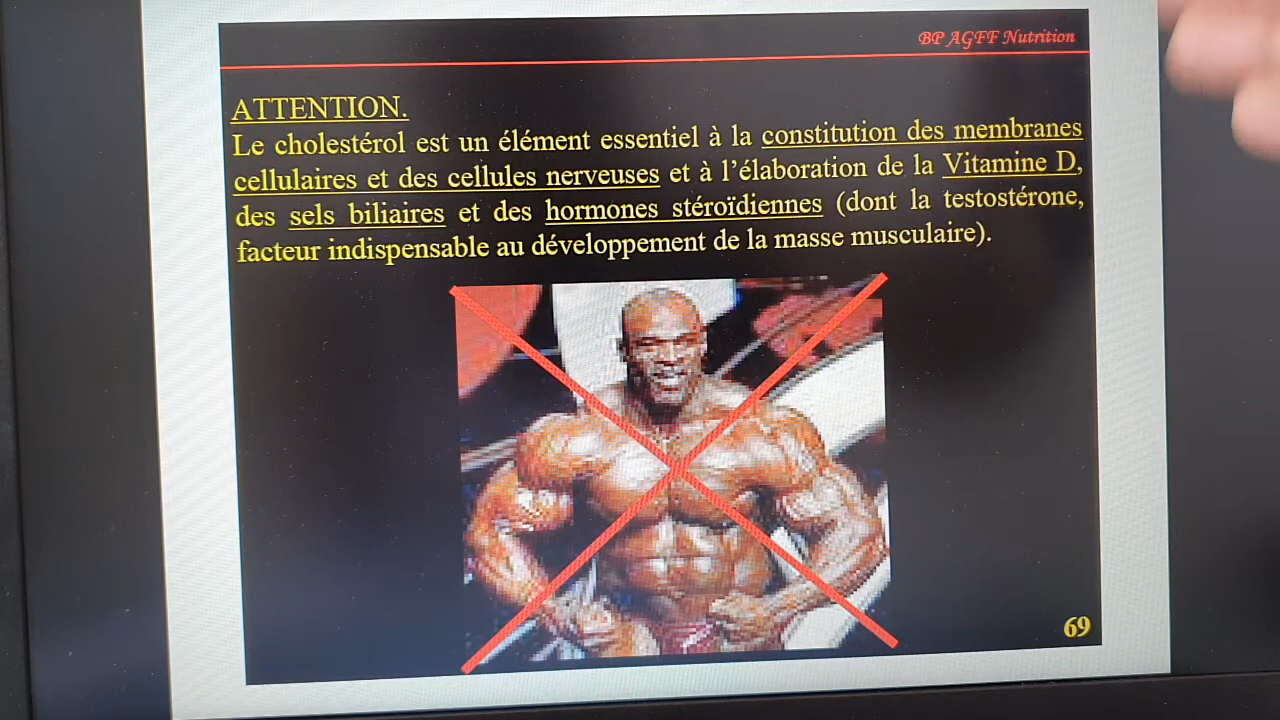 BP AGFF Nutrition
ATTENTION.
Le cholestérol est un élément essentiel à la constitution des membranes
cellulaires et des cellules nerveuses et à l'élaboration de la Vitamine D,
des sels biliaires et des hormones stéroïdiennes (dont la testostérone,
facteur indispensable au développement de la masse musculaire).
69